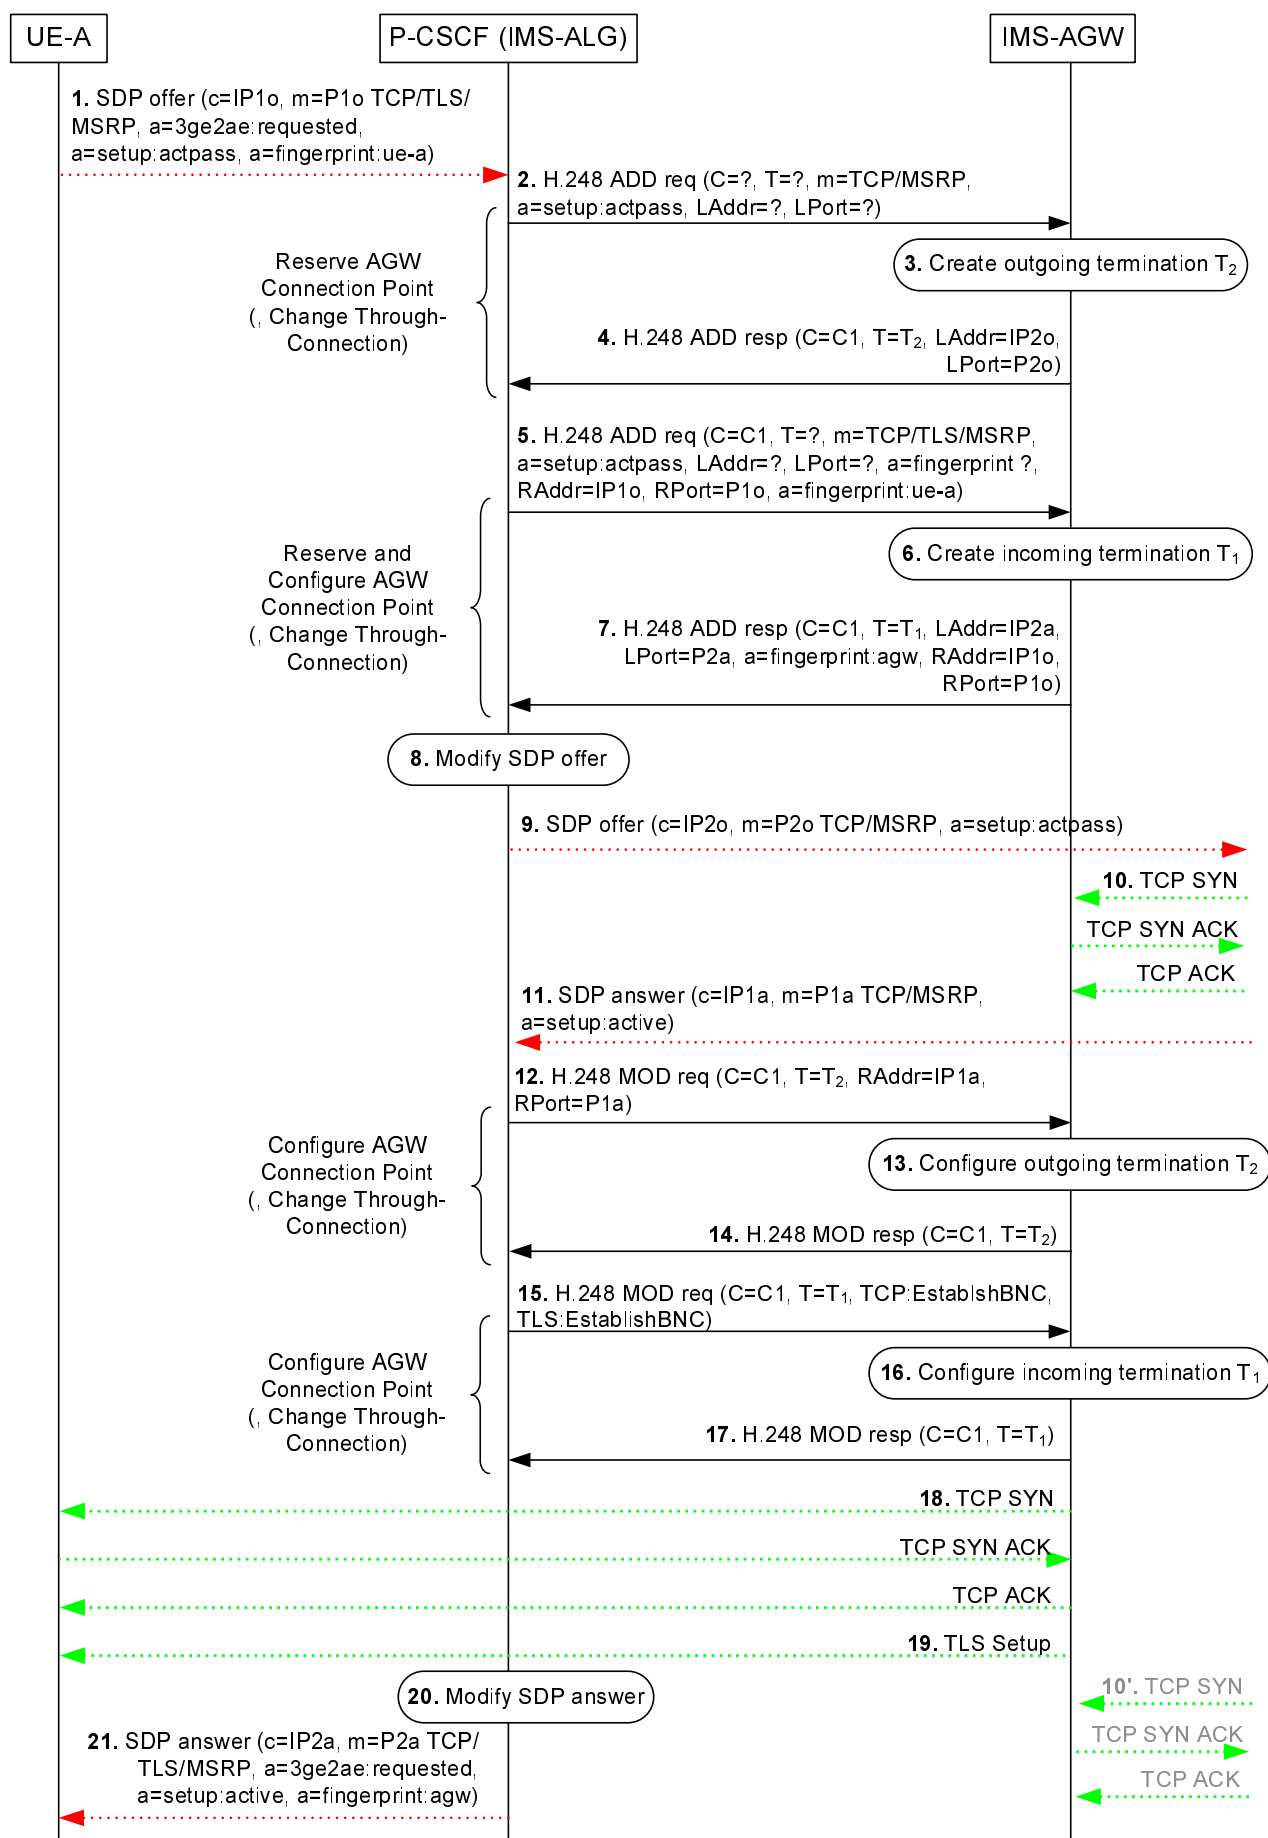 UE-A
P-CSCF (IMS-ALG)
IMS-AGW
1. SDP offer (c=IP1o, m=P1o TCP/TLS/
MSRP, a=3ge2ae:requested,
a=setup:actpass, a=fingerprint:ue-a)
2. H.248 ADD req (C=?, T=?, m=TCP/MSRP,
a=setup:actpass, LAddr=?, LPort=?)
Reserve AGW
Connection Point
(, Change Through-
Connection)
3. Create outgoing termination T2
4. H.248 ADD resp (C=C1, T=T2, LAddr=IP2o,
LPort=P2o)
5. H.248 ADD req (C=C1, T=?, m=TCP/TLS/MSRP,
a=setup:actpass, LAddr=?, LPort=?, a=fingerprint ?,
RAddr=IP1o, RPort=P1o, a=fingerprint:ue-a)
Reserve and
Configure AGW
Connection Point
(, Change Through-
Connection)
6. Create incoming termination T1
7. H.248 ADD resp (C=C1, T=T1, LAddr=IP2a,
LPort=P2a, a=fingerprint:agw, RAddr=IP1o,
RPort=P1o)
8. Modify SDP offer
9. SDP offer (c=IP2o, m=P2o TCP/MSRP, a=setup:actpass)
10. TCP SYN
TCP SYN ACK
TCP ACK
11. SDP answer (c=IP1a, m=P1a TCP/MSRP,
a=setup:active)
12. H.248 MOD req (C=C1, T=T2, RAddr=IP1a,
RPort=P1a)
Configure AGW
Connection Point
(, Change Through-
Connection)
13. Configure outgoing termination T2
14. H.248 MOD resp (C=C1, T=T2)
15. H.248 MOD req (C=C1, T=T1, TCP:EstablshBNC,
TLS:EstablishBNC)
Configure AGW
Connection Point
(, Change Through-
Connection)
16. Configure incoming termination T1
17. H.248 MOD resp (C=C1, T=T1)
18. TCP SYN
TCP SYN ACK
TCP ACK
19. TLS Setup
20. Modify SDP answer
10'. TCP SYN
TCP SYN ACK
TCP ACK
21. SDP answer (c=IP2a, m=P2a TCP/
TLS/MSRP, a=3ge2ae:requested,
a=setup:active, a=fingerprint:agw)